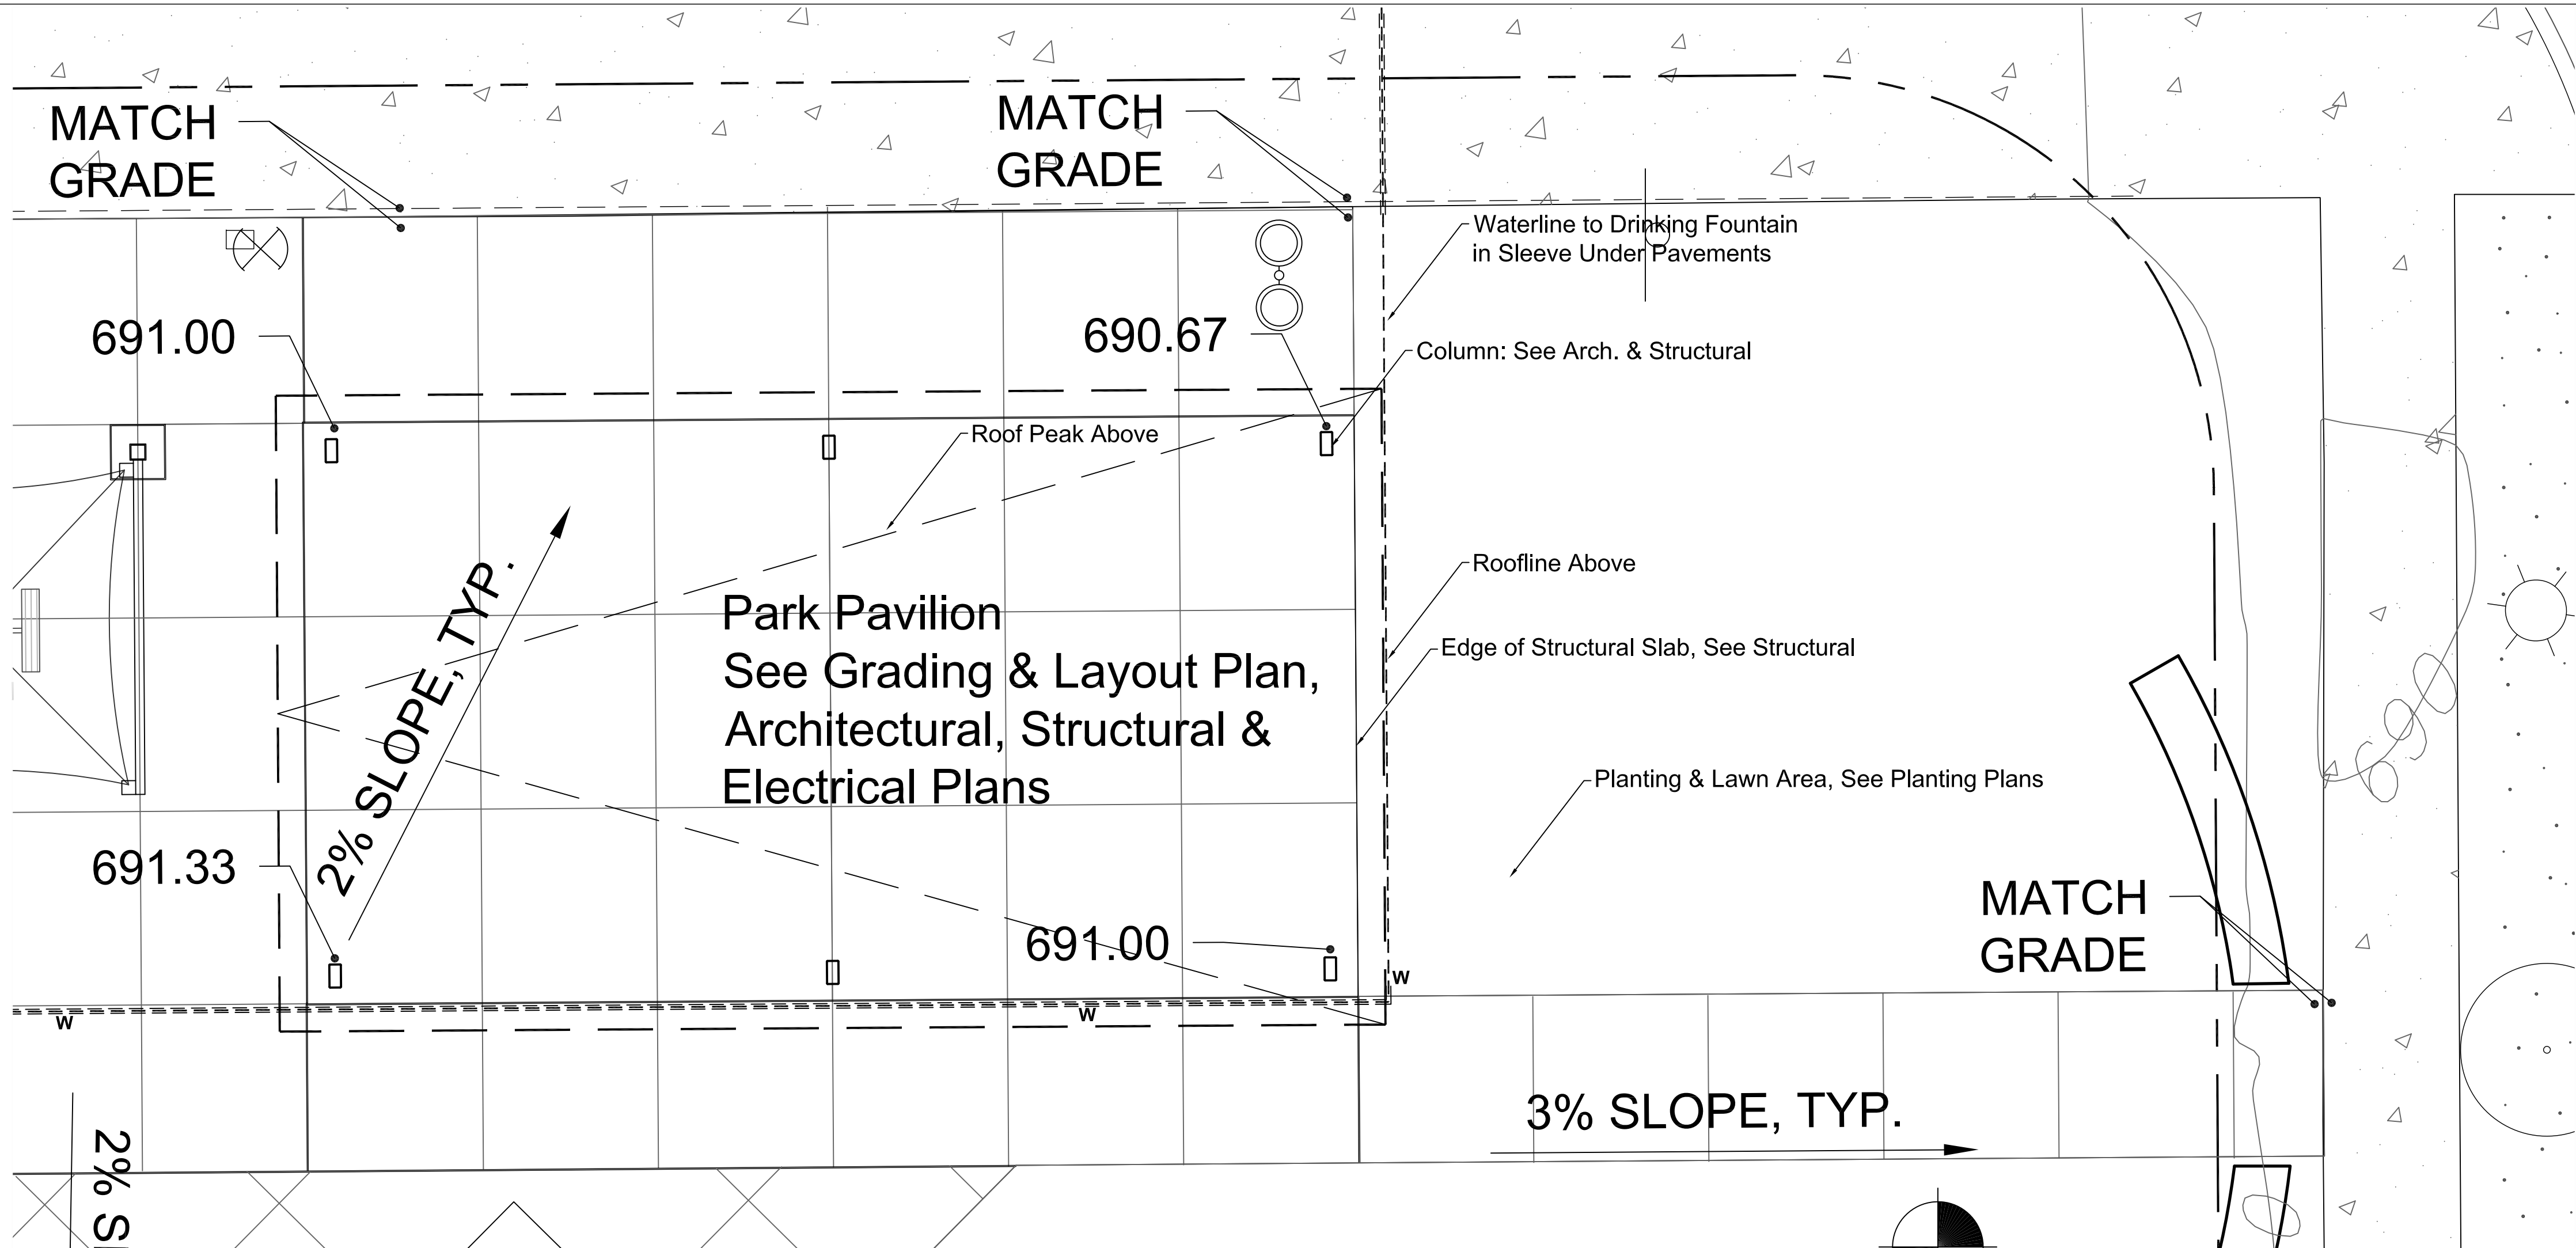 MATCH
GRADE
MATCH
GRADE
Waterline to Drinking Fountain
in Sleeve Under Pavements
691.00
690.67
Column: See Arch. & Structural
Roof Peak Above
Roofline Above
2% SLOPE, TYP.
Park Pavilion
See Grading & Layout Plan,
Architectural, Structural &
Electrical Plans
Edge of Structural Slab, See Structural
Planting & Lawn Area, See Planting Plans
691.33
MATCH
GRADE
691.00
W
W
W
3% SLOPE, TYP.
2% S